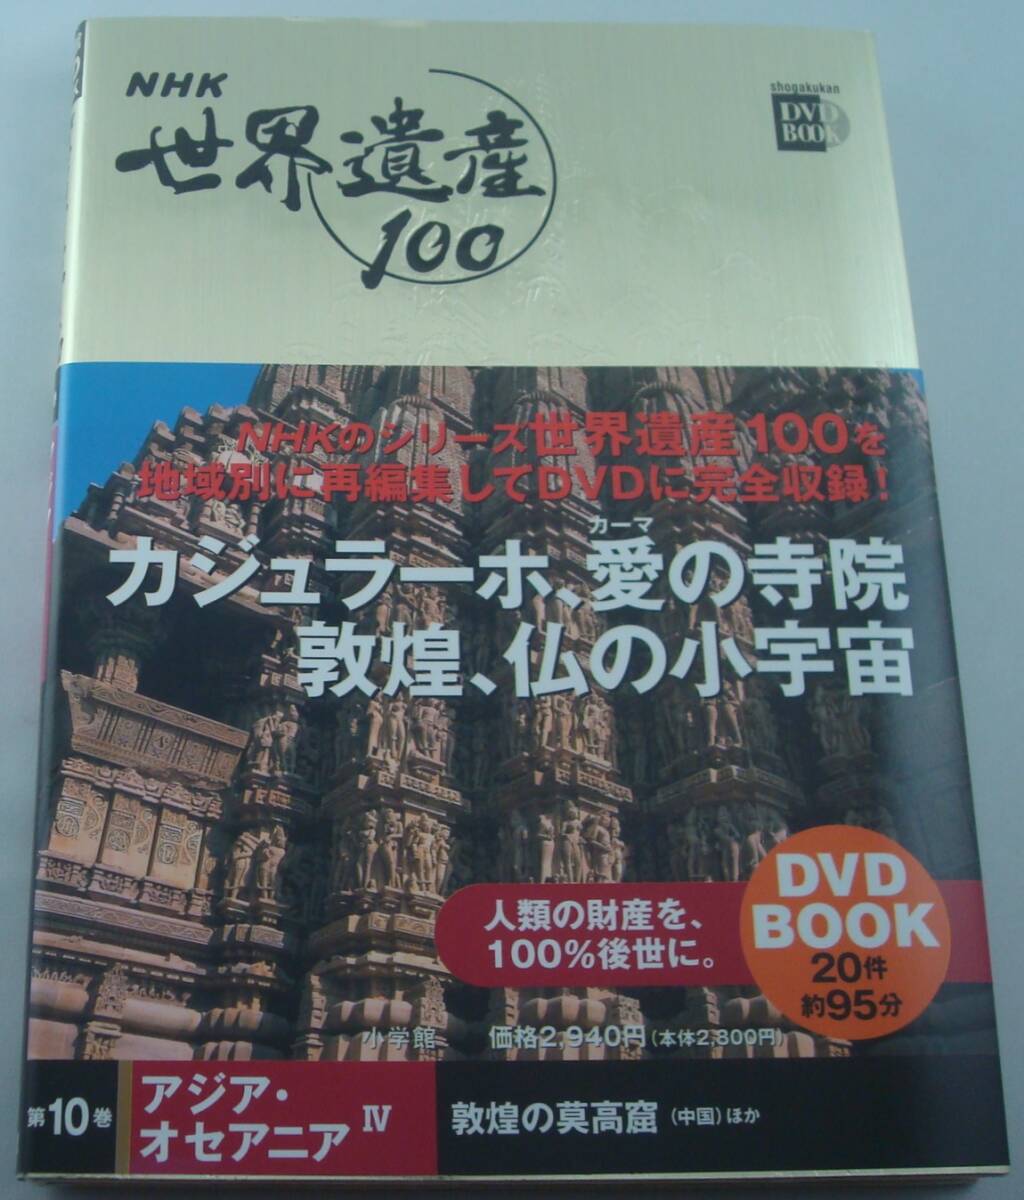 NHK
世界遺産
100
shogakukan
DVD
BOOK
NHKのシリーズ世界遺産100を
地域別に再編集してDVDに完全収録!
カーマ
カジュラーホ、愛の寺院
敦煌、仏の小宇宙
DVD
BOOK
20件
約95分
人類の財産を、
100%後世に。
小学館 価格2,940円(本体2,800円)
第10巻
アジア・
オセアニア IV
敦煌の莫高窟 (中国)ほか